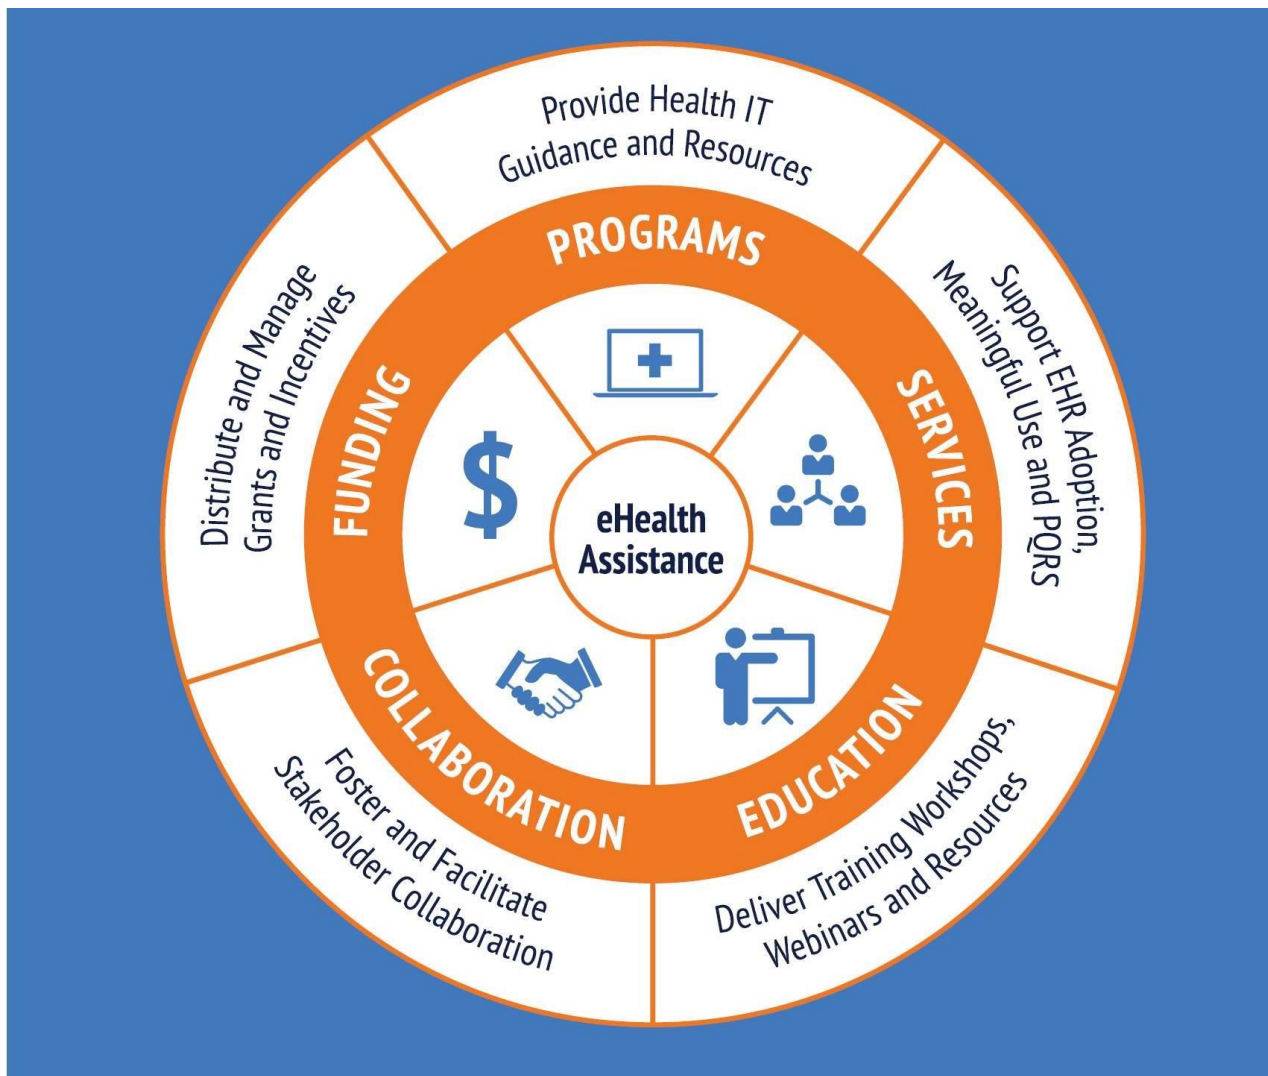 Provide Health IT
Guidance and Resources
PROGRAMS
Support EHR Adoption,
Meaningful Use and PQRS
SERVICES
Deliver Training Workshops,
Webinars and Resources
EDUCATION
Foster and Facilitate
Stakeholder Collaboration
COLLABORATION
Distribute and Manage
Grants and Incentives
FUNDING
$
eHealth
Assistance